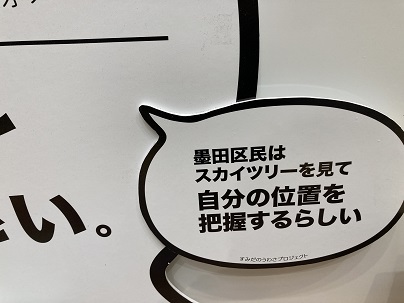 い。
墨田区民は
スカイツリーを見て
自分の位置を
把握するらしい
すみだのうわさプロジェクト